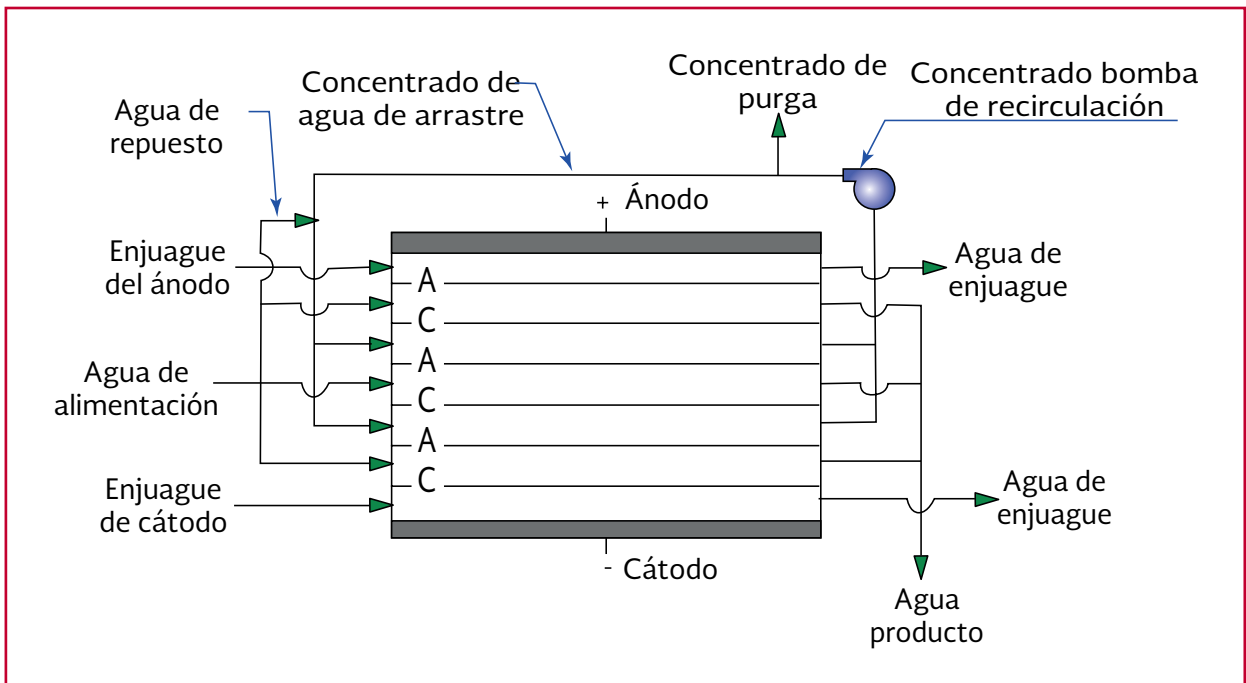 Concentrado de
agua de arrastre
Concentrado de
purga
Concentrado bomba
de recirculación
Agua de
repuesto
+ Ánodo
Enjuague
del ánodo
Agua de
enjuague
A
C
A
Agua de
alimentación
C
A
C
Enjuague
de cátodo
Agua de
enjuague
- Cátodo
Agua
producto